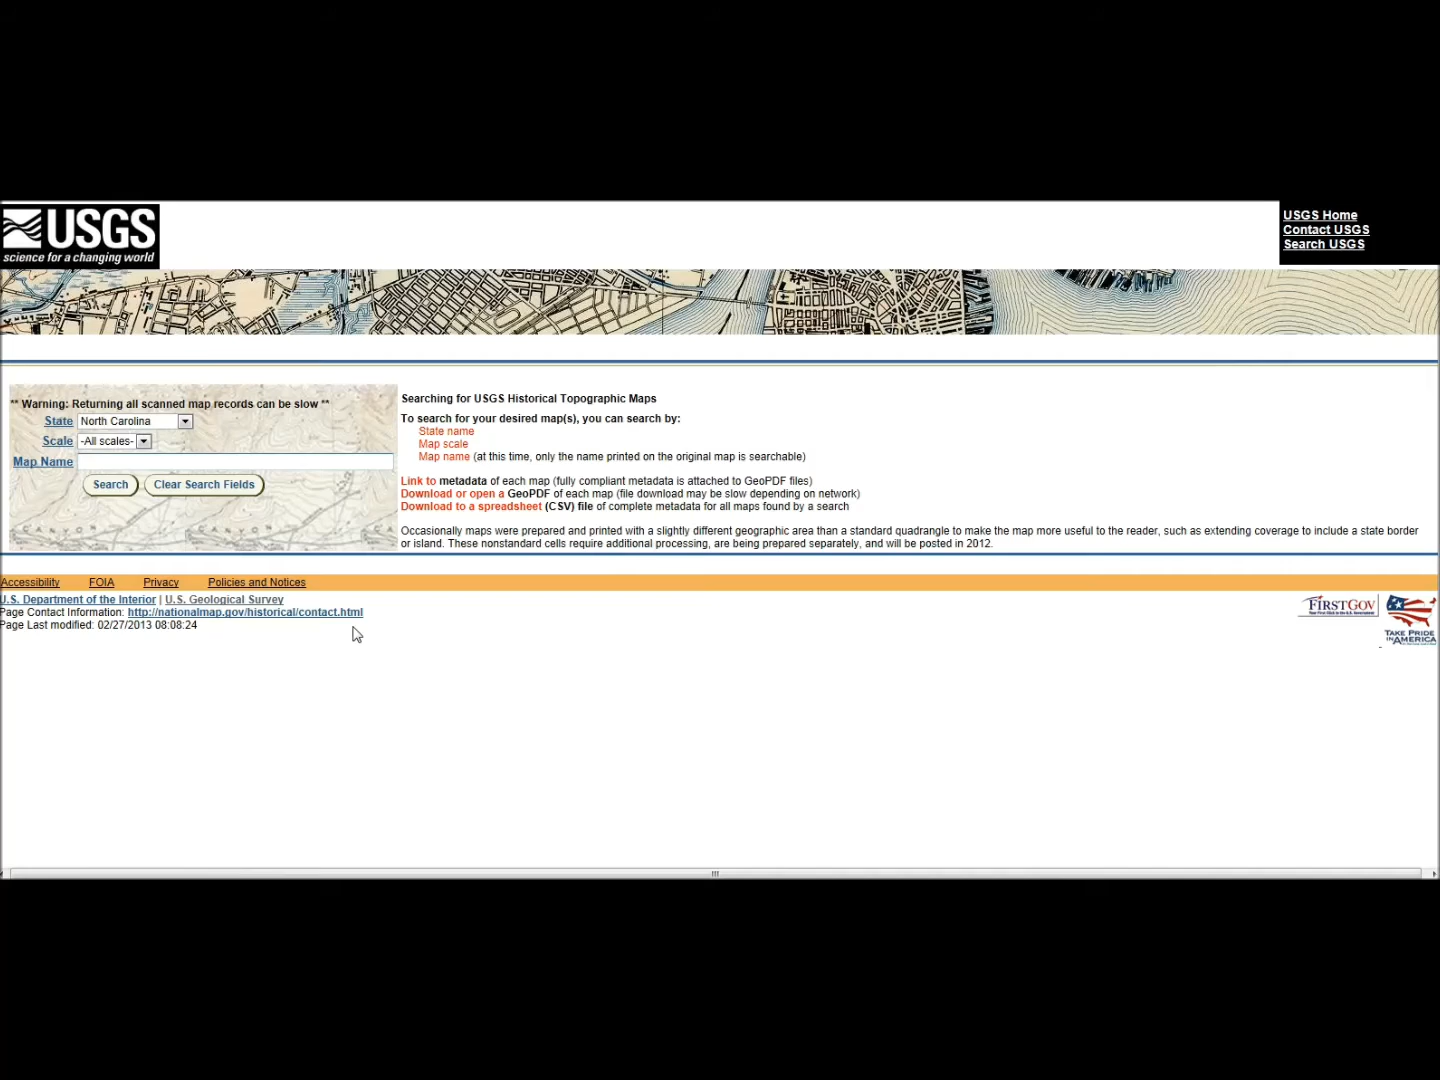 USGS
science for a changing world
USGS Home
Contact USGS
Search USGS
** Warning: Returning all scanned map records can be slow **
State North Carolina
Scale -All scales-
Map Name
Search Clear Search Fields
Searching for USGS Historical Topographic Maps
To search for your desired map(s), you can search by:
State name
Map scale
Map name (at this time, only the name printed on the original map is searchable)
Link to metadata of each map (fully compliant metadata is attached to GeoPDF files)
Download or open a GeoPDF of each map (file download may be slow depending on network)
Download to a spreadsheet (CSV) file of complete metadata for all maps found by a search
Occasionally maps were prepared and printed with a slightly different geographic area than a standard quadrangle to make the map more useful to the reader, such as extending coverage to include a state border
or island. These nonstandard cells require additional processing, are being prepared separately, and will be posted in 2012.
Accessibility FOIA Privacy Policies and Notices
U.S. Department of the Interior | U.S. Geological Survey
Page Contact Information: http://nationalmap.gov/historical/contact.html
Page Last modified: 02/27/2013 08:08:24
FIRSTGOV
TAKE PRIDE
IN AMERICA